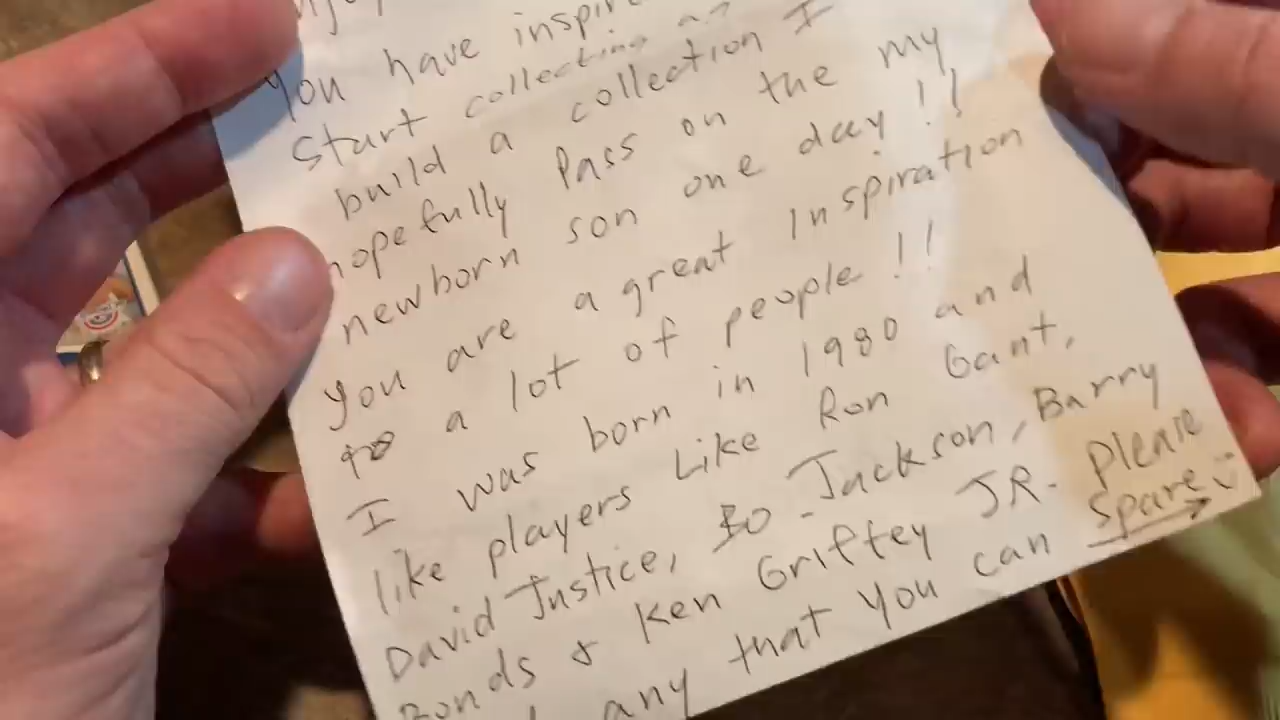 You have
Start collecting
build a collection I
hopefully Pass on the my
newborn son one day!!
You are a great Inspiration
to a lot of people!!
I was born in 1980 and
like players Like Ron Gant,
David Justice, BO-Jackson, Barry
Bonds & Ken Griffey JR. Please
any that You can spare